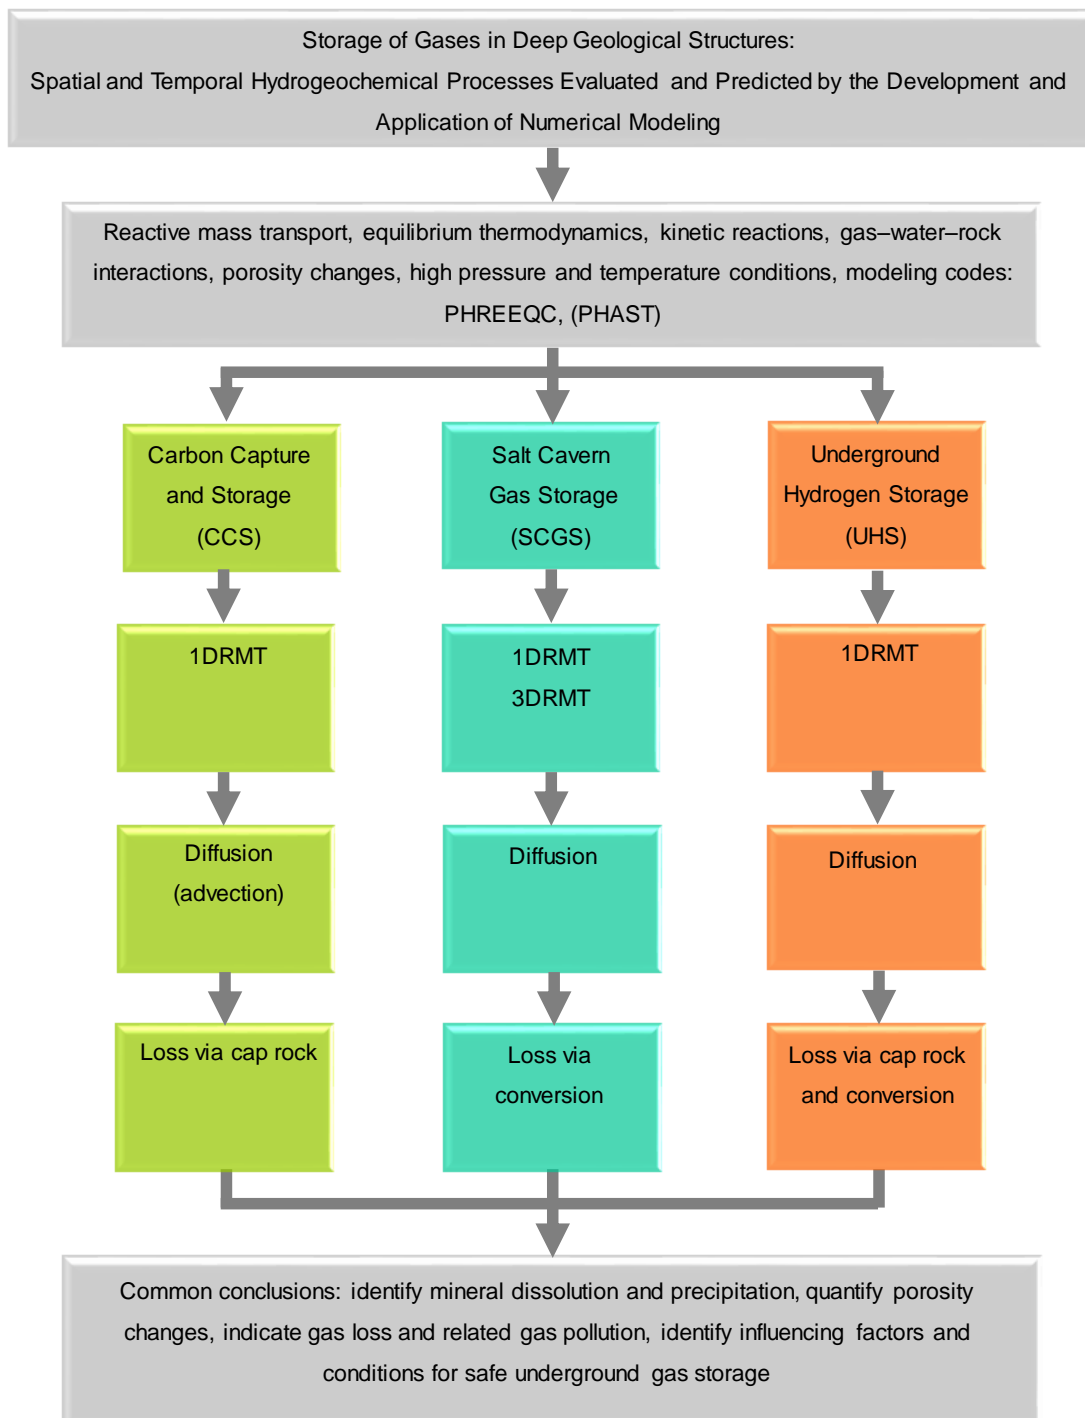 Storage of Gases in Deep Geological Structures:
Spatial and Temporal Hydrogeochemical Processes Evaluated and Predicted by the Development and
Application of Numerical Modeling
Reactive mass transport, equilibrium thermodynamics, kinetic reactions, gas–water–rock
interactions, porosity changes, high pressure and temperature conditions, modeling codes:
PHREEQC, (PHAST)
Carbon Capture
and Storage
(CCS)
Salt Cavern
Gas Storage
(SCGS)
Underground
Hydrogen Storage
(UHS)
1DRMT
1DRMT
3DRMT
1DRMT
Diffusion
(advection)
Diffusion
Diffusion
Loss via cap rock
Loss via
conversion
Loss via cap rock
and conversion
Common conclusions: identify mineral dissolution and precipitation, quantify porosity
changes, indicate gas loss and related gas pollution, identify influencing factors and
conditions for safe underground gas storage